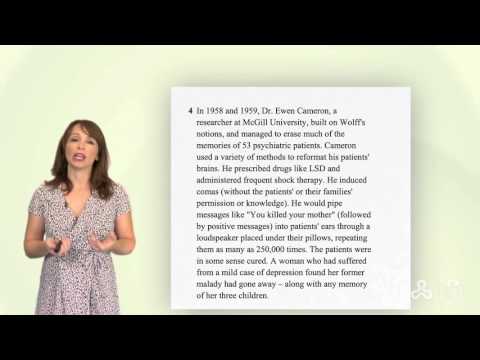 4 In 1958 and 1959, Dr. Ewen Cameron, a
researcher at McGill University, built on Wolff's
notions, and managed to erase much of the
memories of 53 psychiatric patients. Cameron
used a variety of methods to reformat his patients'
brains. He prescribed drugs like LSD and
administered frequent shock therapy. He induced
comas (without the patients' or their families'
permission or knowledge). He would pipe
messages like "You killed your mother" (followed
by positive messages) into patients' ears through a
loudspeaker placed under their pillows, repeating
them as many as 250,000 times. The patients were
in some sense cured. A woman who had suffered
from a mild case of depression found her former
malady had gone away – along with any memory
of her three children.